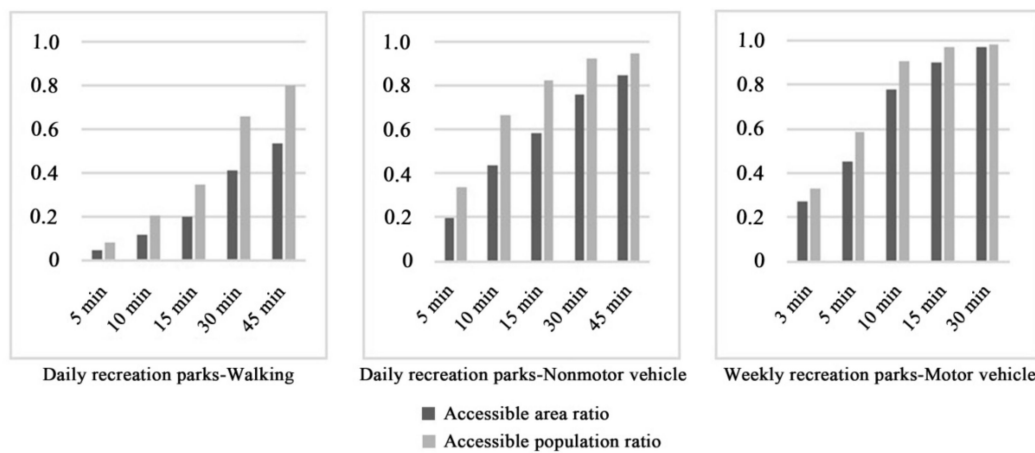 1.0
0.8
0.6
0.4
0.2
0
5 min
10 min
15 min
30 min
45 min
Daily recreation parks-Walking
1.0
0.8
0.6
0.4
0.2
0
5 min
10 min
15 min
30 min
45 min
Daily recreation parks-Nonmotor vehicle
1.0
0.8
0.6
0.4
0.2
0
3 min
5 min
10 min
15 min
30 min
Weekly recreation parks-Motor vehicle
Accessible area ratio
Accessible population ratio